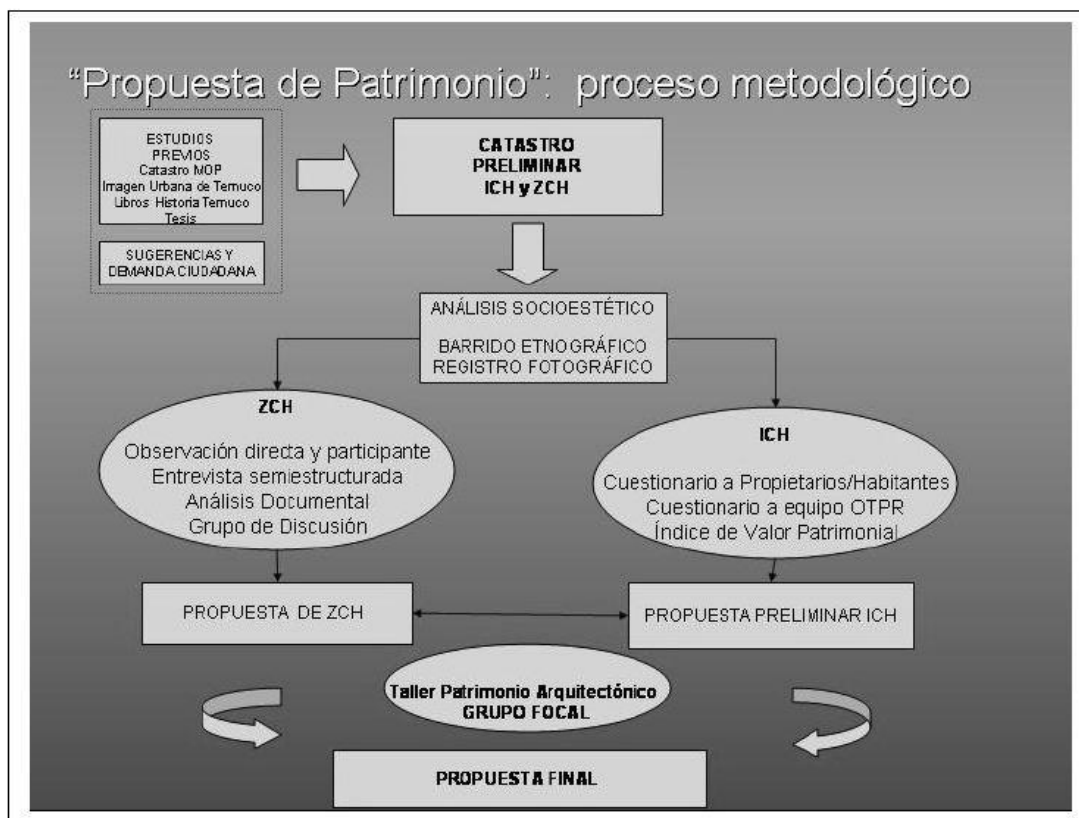 “Propuesta de Patrimonio”: proceso metodológico
ESTUDIOS
PREVIOS
Catastro MOP
Imagen Urbana de Temuco
Libros Historia Temuco
Tesis
SUGERENCIAS Y
DEMANDA CIUDADANA
CATASTRO
PRELIMINAR
ICH y ZCH
ANÁLISIS SOCIOESTÉTICO
BARRIDO ETNOGRÁFICO
REGISTRO FOTOGRÁFICO
ZCH
Observación directa y participante
Entrevista semiestructurada
Análisis Documental
Grupo de Discusión
ICH
Cuestionario a Propietarios/Habitantes
Cuestionario a equipo OTPR
Índice de Valor Patrimonial
PROPUESTA DE ZCH
PROPUESTA PRELIMINAR ICH
Taller Patrimonio Arquitectónico
GRUPO FOCAL
PROPUESTA FINAL